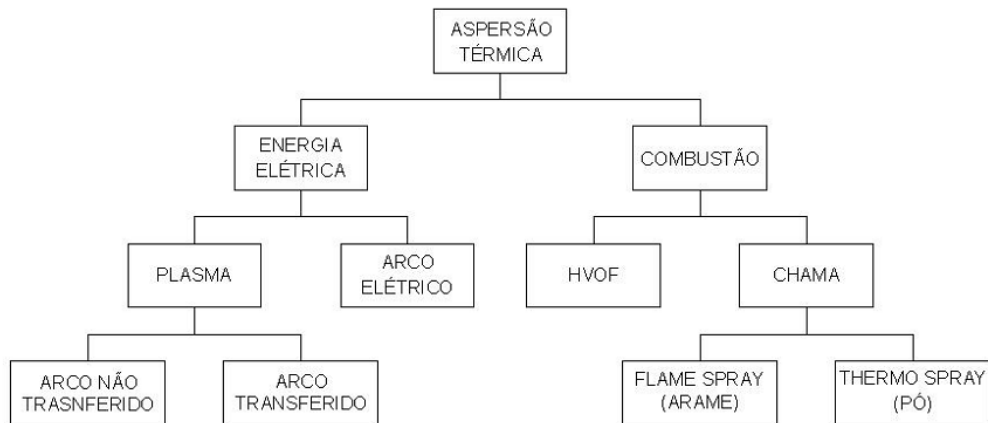 ASPERSÃO
TÉRMICA
ENERGIA
ELÉTRICA
COMBUSTÃO
PLASMA
ARCO
ELÉTRICO
HVOF
CHAMA
ARCO NÃO
TRASNFERIDO
ARCO
TRANSFERIDO
FLAME SPRAY
(ARAME)
THERMO SPRAY
(PÓ)